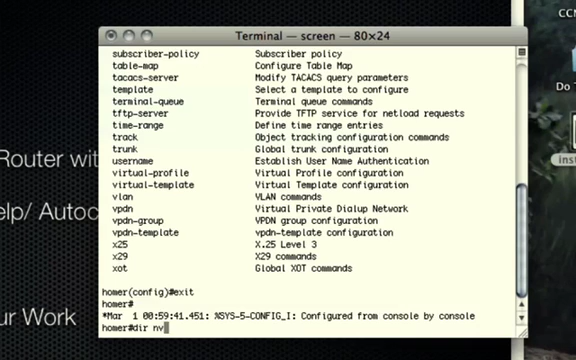 CCN
Terminal — screen — 80×24
subscriber-policy Subscriber policy
table-map Configure Table Map
tacacs-server Modify TACACS query parameters
template Select a template to configure
terminal-queue Terminal queue commands
tftp-server Provide TFTP service for netload requests
time-range Define time range entries
track Object tracking configuration commands
trunk Global trunk configuration
username Establish User Name Authentication
virtual-profile Virtual Profile configuration
virtual-template Virtual Template configuration
vlan VLAN commands
vpdn Virtual Private Dialup Network
vpdn-group VPDN group configuration
vpdn-template vpdn-template configuration
x25 X.25 Level 3
x29 X29 commands
xot Global XOT commands
homer(config)#exit
homer#
*Mar 1 00:59:41.451: %SYS-5-CONFIG_I: Configured from console by console
homer#dir nv
Router wit
elp/ Autoc
ur Work
Do T
inst